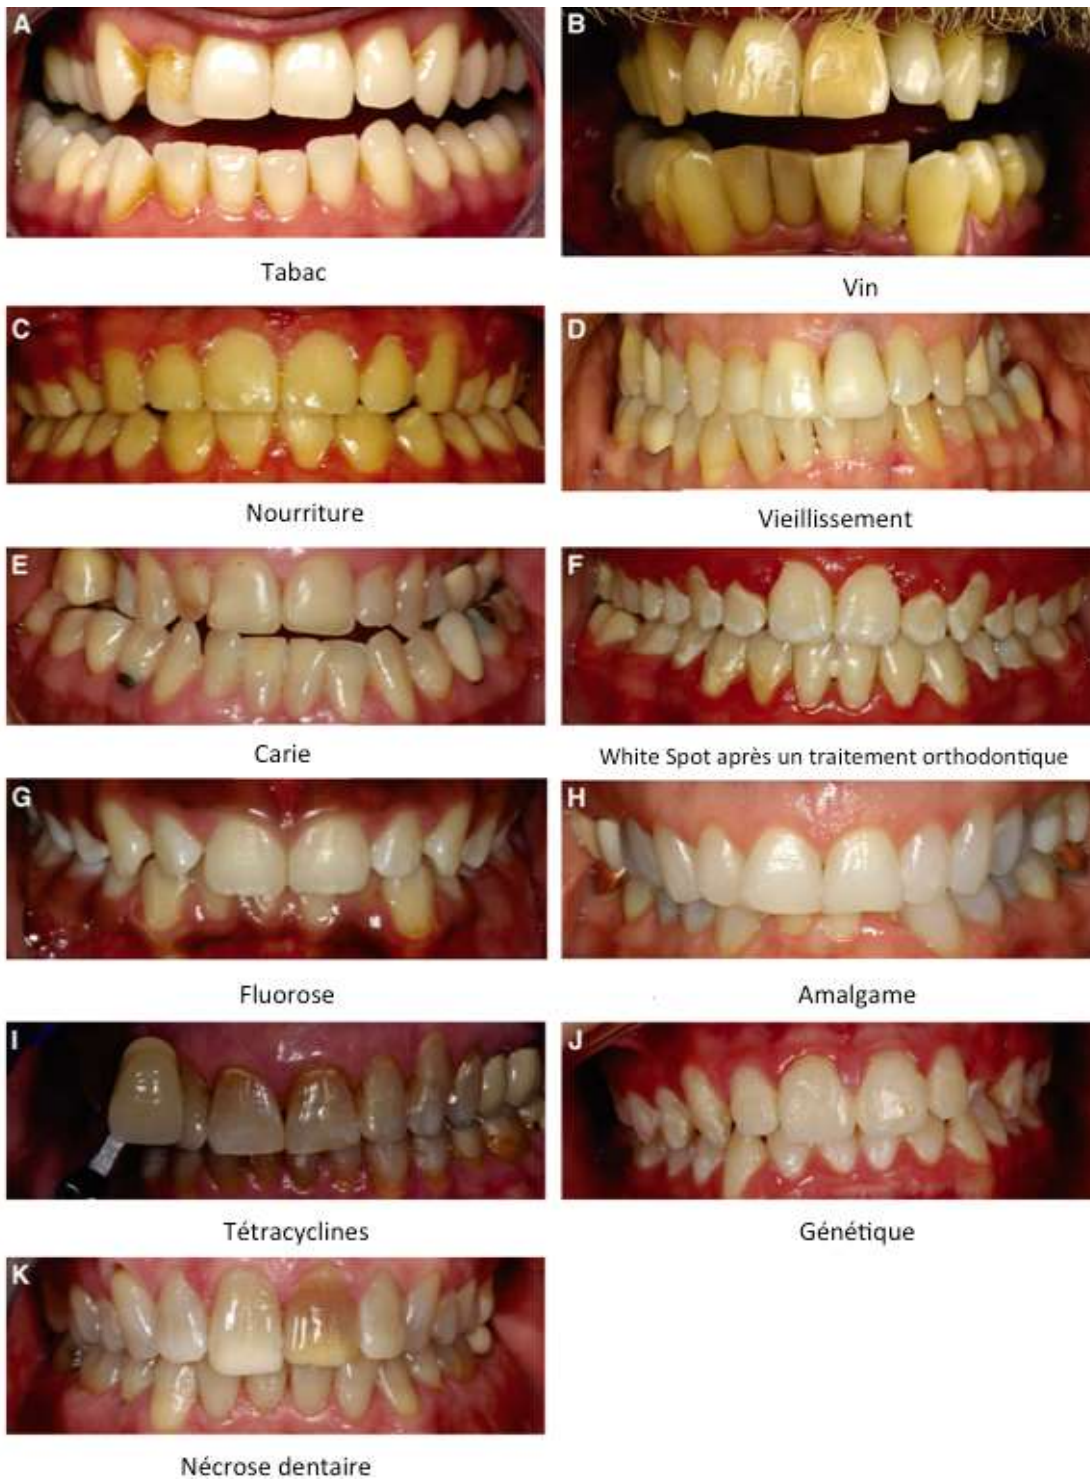 A
B
Tabac
Vin
C
D
Nourriture
Vieillissement
E
F
Carie
White Spot après un traitement orthodontique
G
H
Fluorose
Amalgame
I
J
Tétracyclines
Génétique
K
Nécrose dentaire